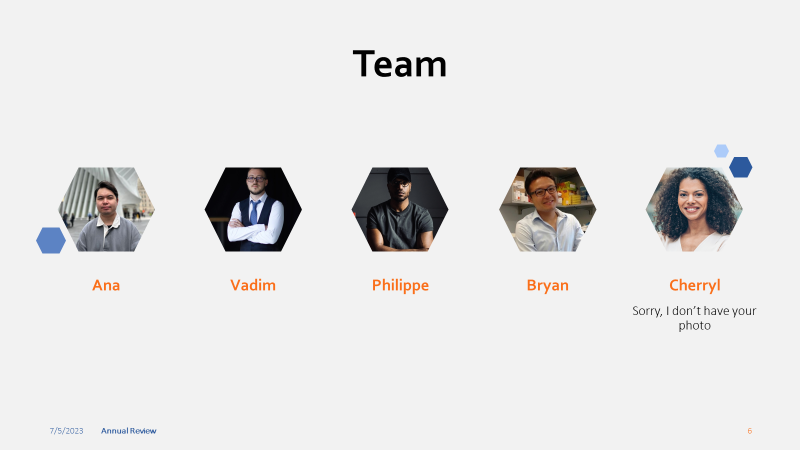 Team
Ana
Vadim
Philippe
Bryan
Cherryl
Sorry, I don’t have your
photo
7/5/2023
Annual Review
6